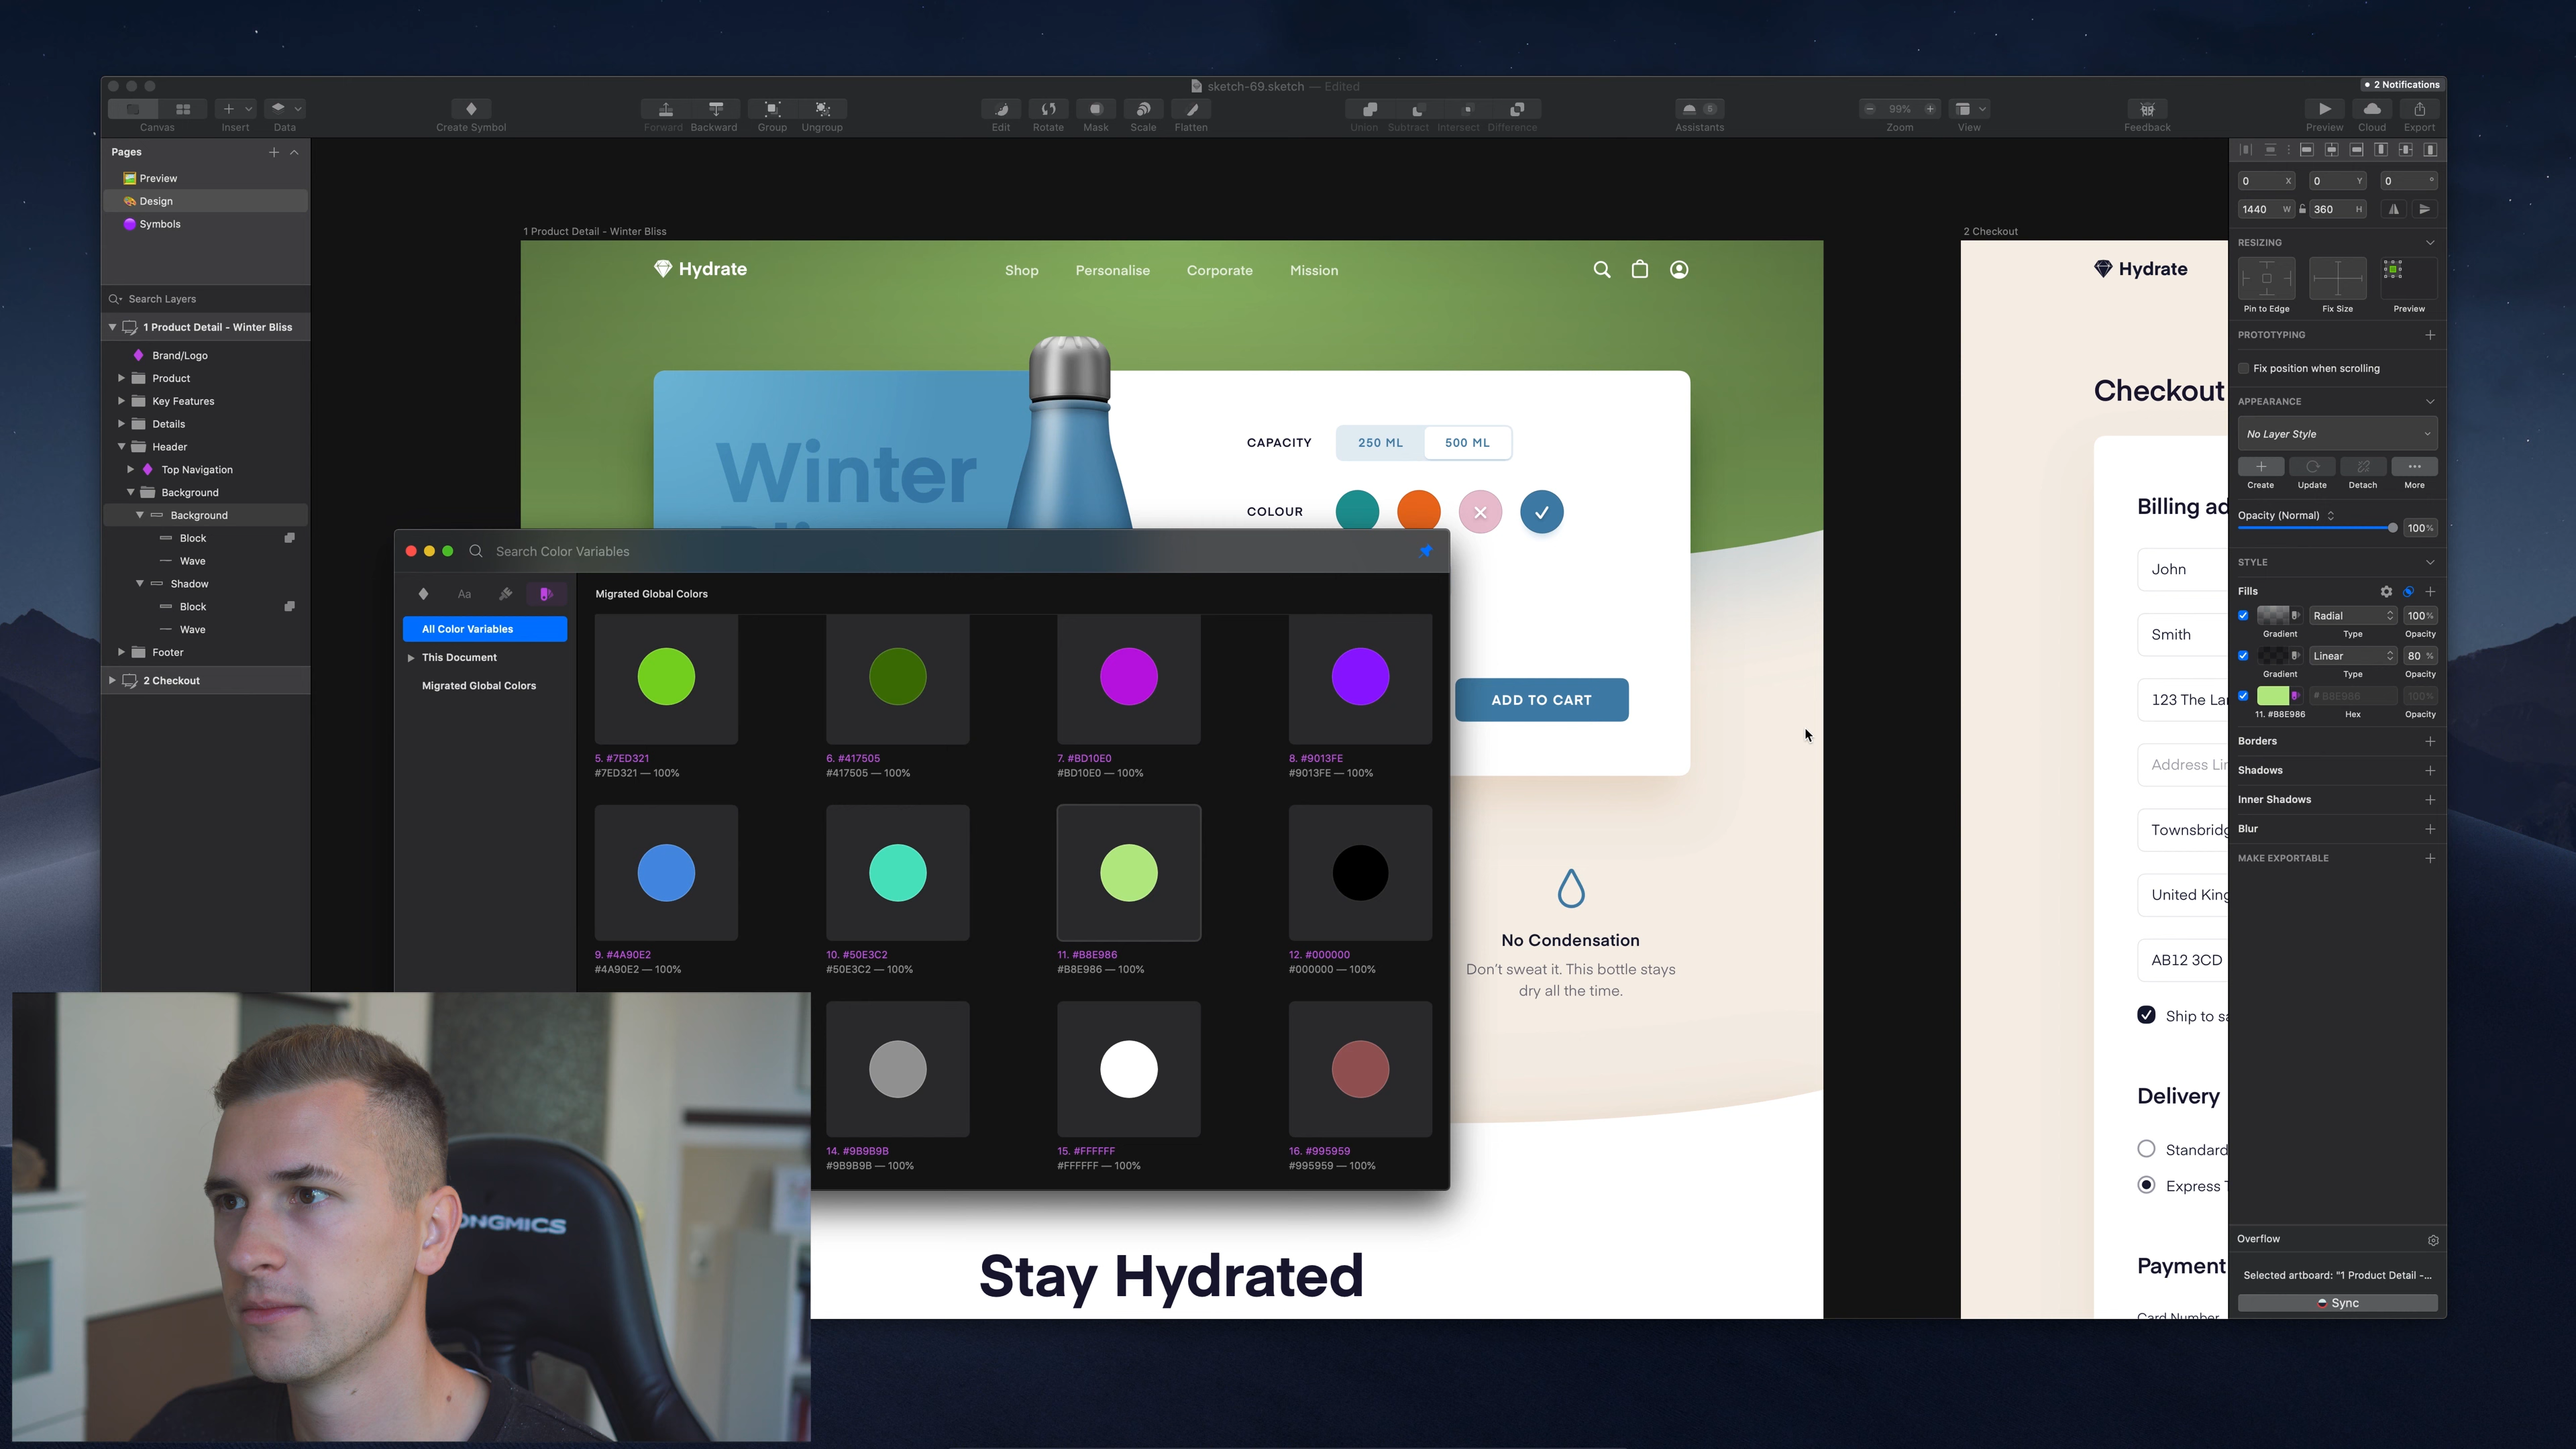 sketch-69.sketch — Edited
2 Notifications
Canvas
Insert
Data
Create Symbol
Forward
Backward
Group
Ungroup
Edit
Rotate
Mask
Scale
Flatten
Union
Subtract
Intersect
Difference
5
Assistants
99%
Zoom
View
Feedback
Preview
Cloud
Export
Pages
Preview
Design
Symbols
Search Layers
1 Product Detail - Winter Bliss
Brand/Logo
Product
Key Features
Details
Header
Top Navigation
Background
Background
Block
Wave
Shadow
Block
Wave
Footer
2 Checkout
1 Product Detail - Winter Bliss
Hydrate
Shop
Personalise
Corporate
Mission
Winter
CAPACITY
250 ML
500 ML
COLOUR
ADD TO CART
No Condensation
Don't sweat it. This bottle stays
dry all the time.
Stay Hydrated
Search Color Variables
Aa
All Color Variables
This Document
Migrated Global Colors
Migrated Global Colors
5. #7ED321
#7ED321 — 100%
6. #417505
#417505 — 100%
7. #BD10E0
#BD10E0 — 100%
8. #9013FE
#9013FE — 100%
9. #4A90E2
#4A90E2 — 100%
10. #50E3C2
#50E3C2 — 100%
11. #B8E986
#B8E986 — 100%
12. #000000
#000000 — 100%
14. #9B9B9B
#9B9B9B — 100%
15. #FFFFFF
#FFFFFF — 100%
16. #995959
#995959 — 100%
ONGMICS
2 Checkout
Hydrate
Checkout
Billing ad
John
Smith
123 The La
Address Li
Townsbridg
United King
AB12 3CD
Ship to sa
Delivery
Standard
Express
Payment
Card Number
0 X
0 Y
0 °
1440 W
360 H
RESIZING
Pin to Edge
Fix Size
Preview
PROTOTYPING
Fix position when scrolling
APPEARANCE
No Layer Style
Create
Update
Detach
More
Opacity (Normal)
100%
STYLE
Fills
Radial
100%
Gradient
Type
Opacity
Linear
80 %
Gradient
Type
Opacity
# B8E986
100%
11. #B8E986
Hex
Opacity
Borders
Shadows
Inner Shadows
Blur
MAKE EXPORTABLE
Overflow
Selected artboard: "1 Product Detail -...
Sync